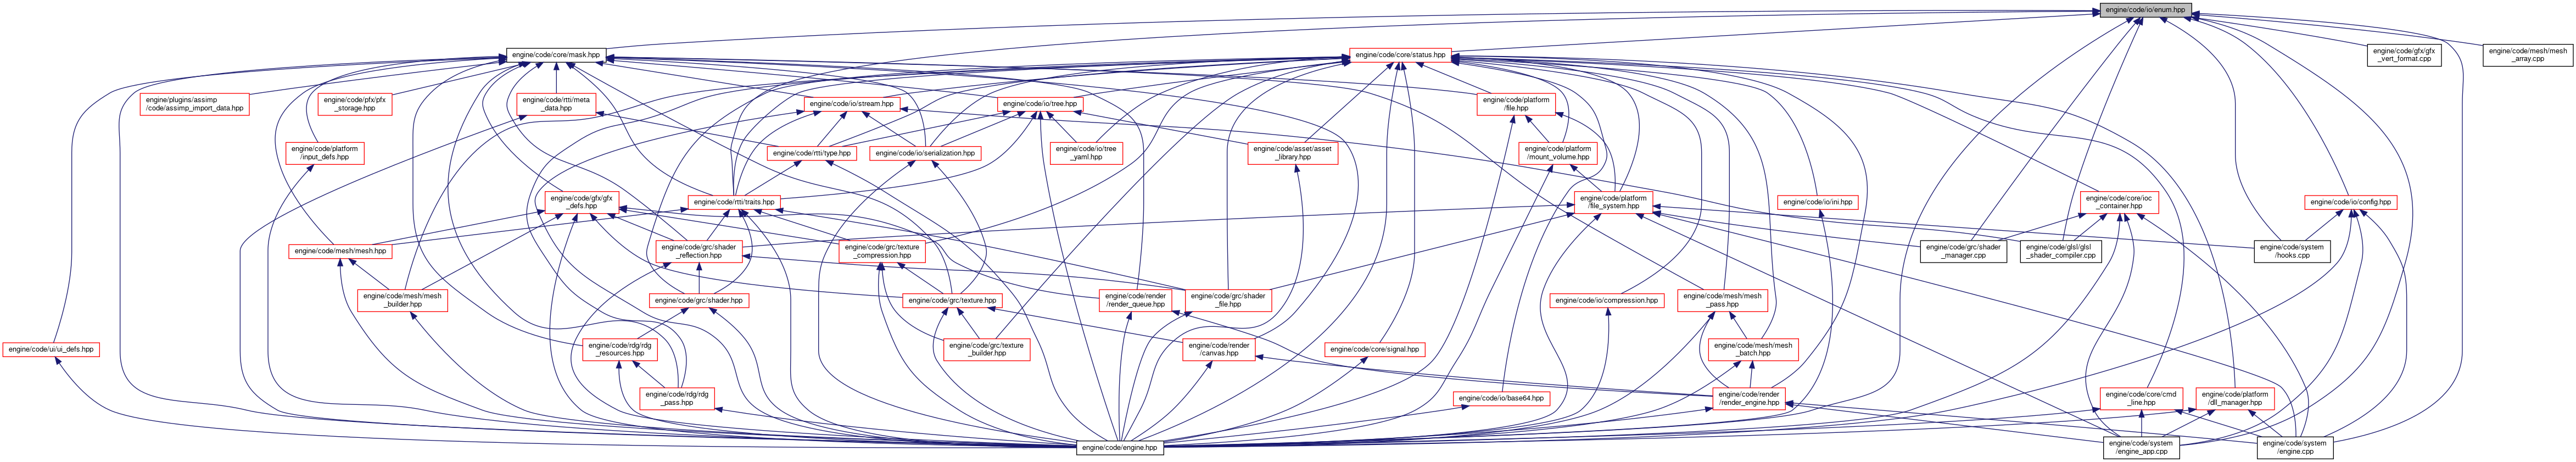 engine/code/io/enum.hpp
engine/code/core/mask.hpp
engine/code/core/status.hpp
engine/code/gfx/gfx
_vert_format.cpp
engine/code/mesh/mesh
_array.cpp
engine/plugins/assimp
/code/assimp_import_data.hpp
engine/code/pfx/pfx
_storage.hpp
engine/code/rtti/meta
_data.hpp
engine/code/io/stream.hpp
engine/code/io/tree.hpp
engine/code/platform
/file.hpp
engine/code/platform
/input_defs.hpp
engine/code/rtti/type.hpp
engine/code/io/serialization.hpp
engine/code/io/tree
_yaml.hpp
engine/code/asset/asset
_library.hpp
engine/code/platform
/mount_volume.hpp
engine/code/gfx/gfx
_defs.hpp
engine/code/rtti/traits.hpp
engine/code/platform
/file_system.hpp
engine/code/io/ini.hpp
engine/code/core/ioc
_container.hpp
engine/code/io/config.hpp
engine/code/mesh/mesh.hpp
engine/code/grc/shader
_reflection.hpp
engine/code/grc/texture
_compression.hpp
engine/code/grc/shader
_manager.cpp
engine/code/glsl/glsl
_shader_compiler.cpp
engine/code/system
/hooks.cpp
engine/code/mesh/mesh
_builder.hpp
engine/code/grc/shader.hpp
engine/code/grc/texture.hpp
engine/code/render
/render_queue.hpp
engine/code/grc/shader
_file.hpp
engine/code/io/compression.hpp
engine/code/mesh/mesh
_pass.hpp
engine/code/ui/ui_defs.hpp
engine/code/rdg/rdg
_resources.hpp
engine/code/grc/texture
_builder.hpp
engine/code/render
/canvas.hpp
engine/code/core/signal.hpp
engine/code/mesh/mesh
_batch.hpp
engine/code/rdg/rdg
_pass.hpp
engine/code/io/base64.hpp
engine/code/render
/render_engine.hpp
engine/code/core/cmd
_line.hpp
engine/code/platform
/dll_manager.hpp
engine/code/engine.hpp
engine/code/system
/engine_app.cpp
engine/code/system
/engine.cpp